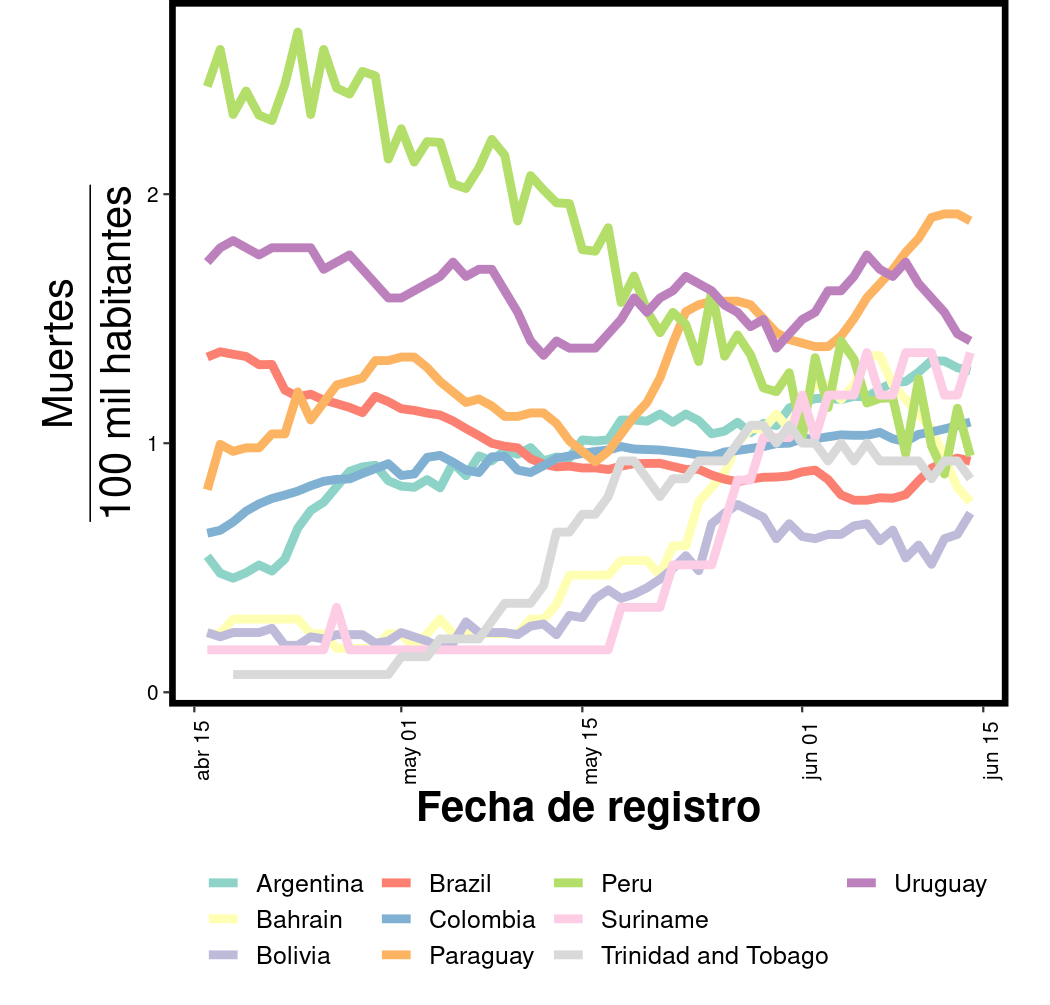 Muertes
100 mil habitantes
2
1
0
abr 15
may 01
may 15
jun 01
jun 15
Fecha de registro
Argentina
Brazil
Peru
Uruguay
Bahrain
Colombia
Suriname
Bolivia
Paraguay
Trinidad and Tobago